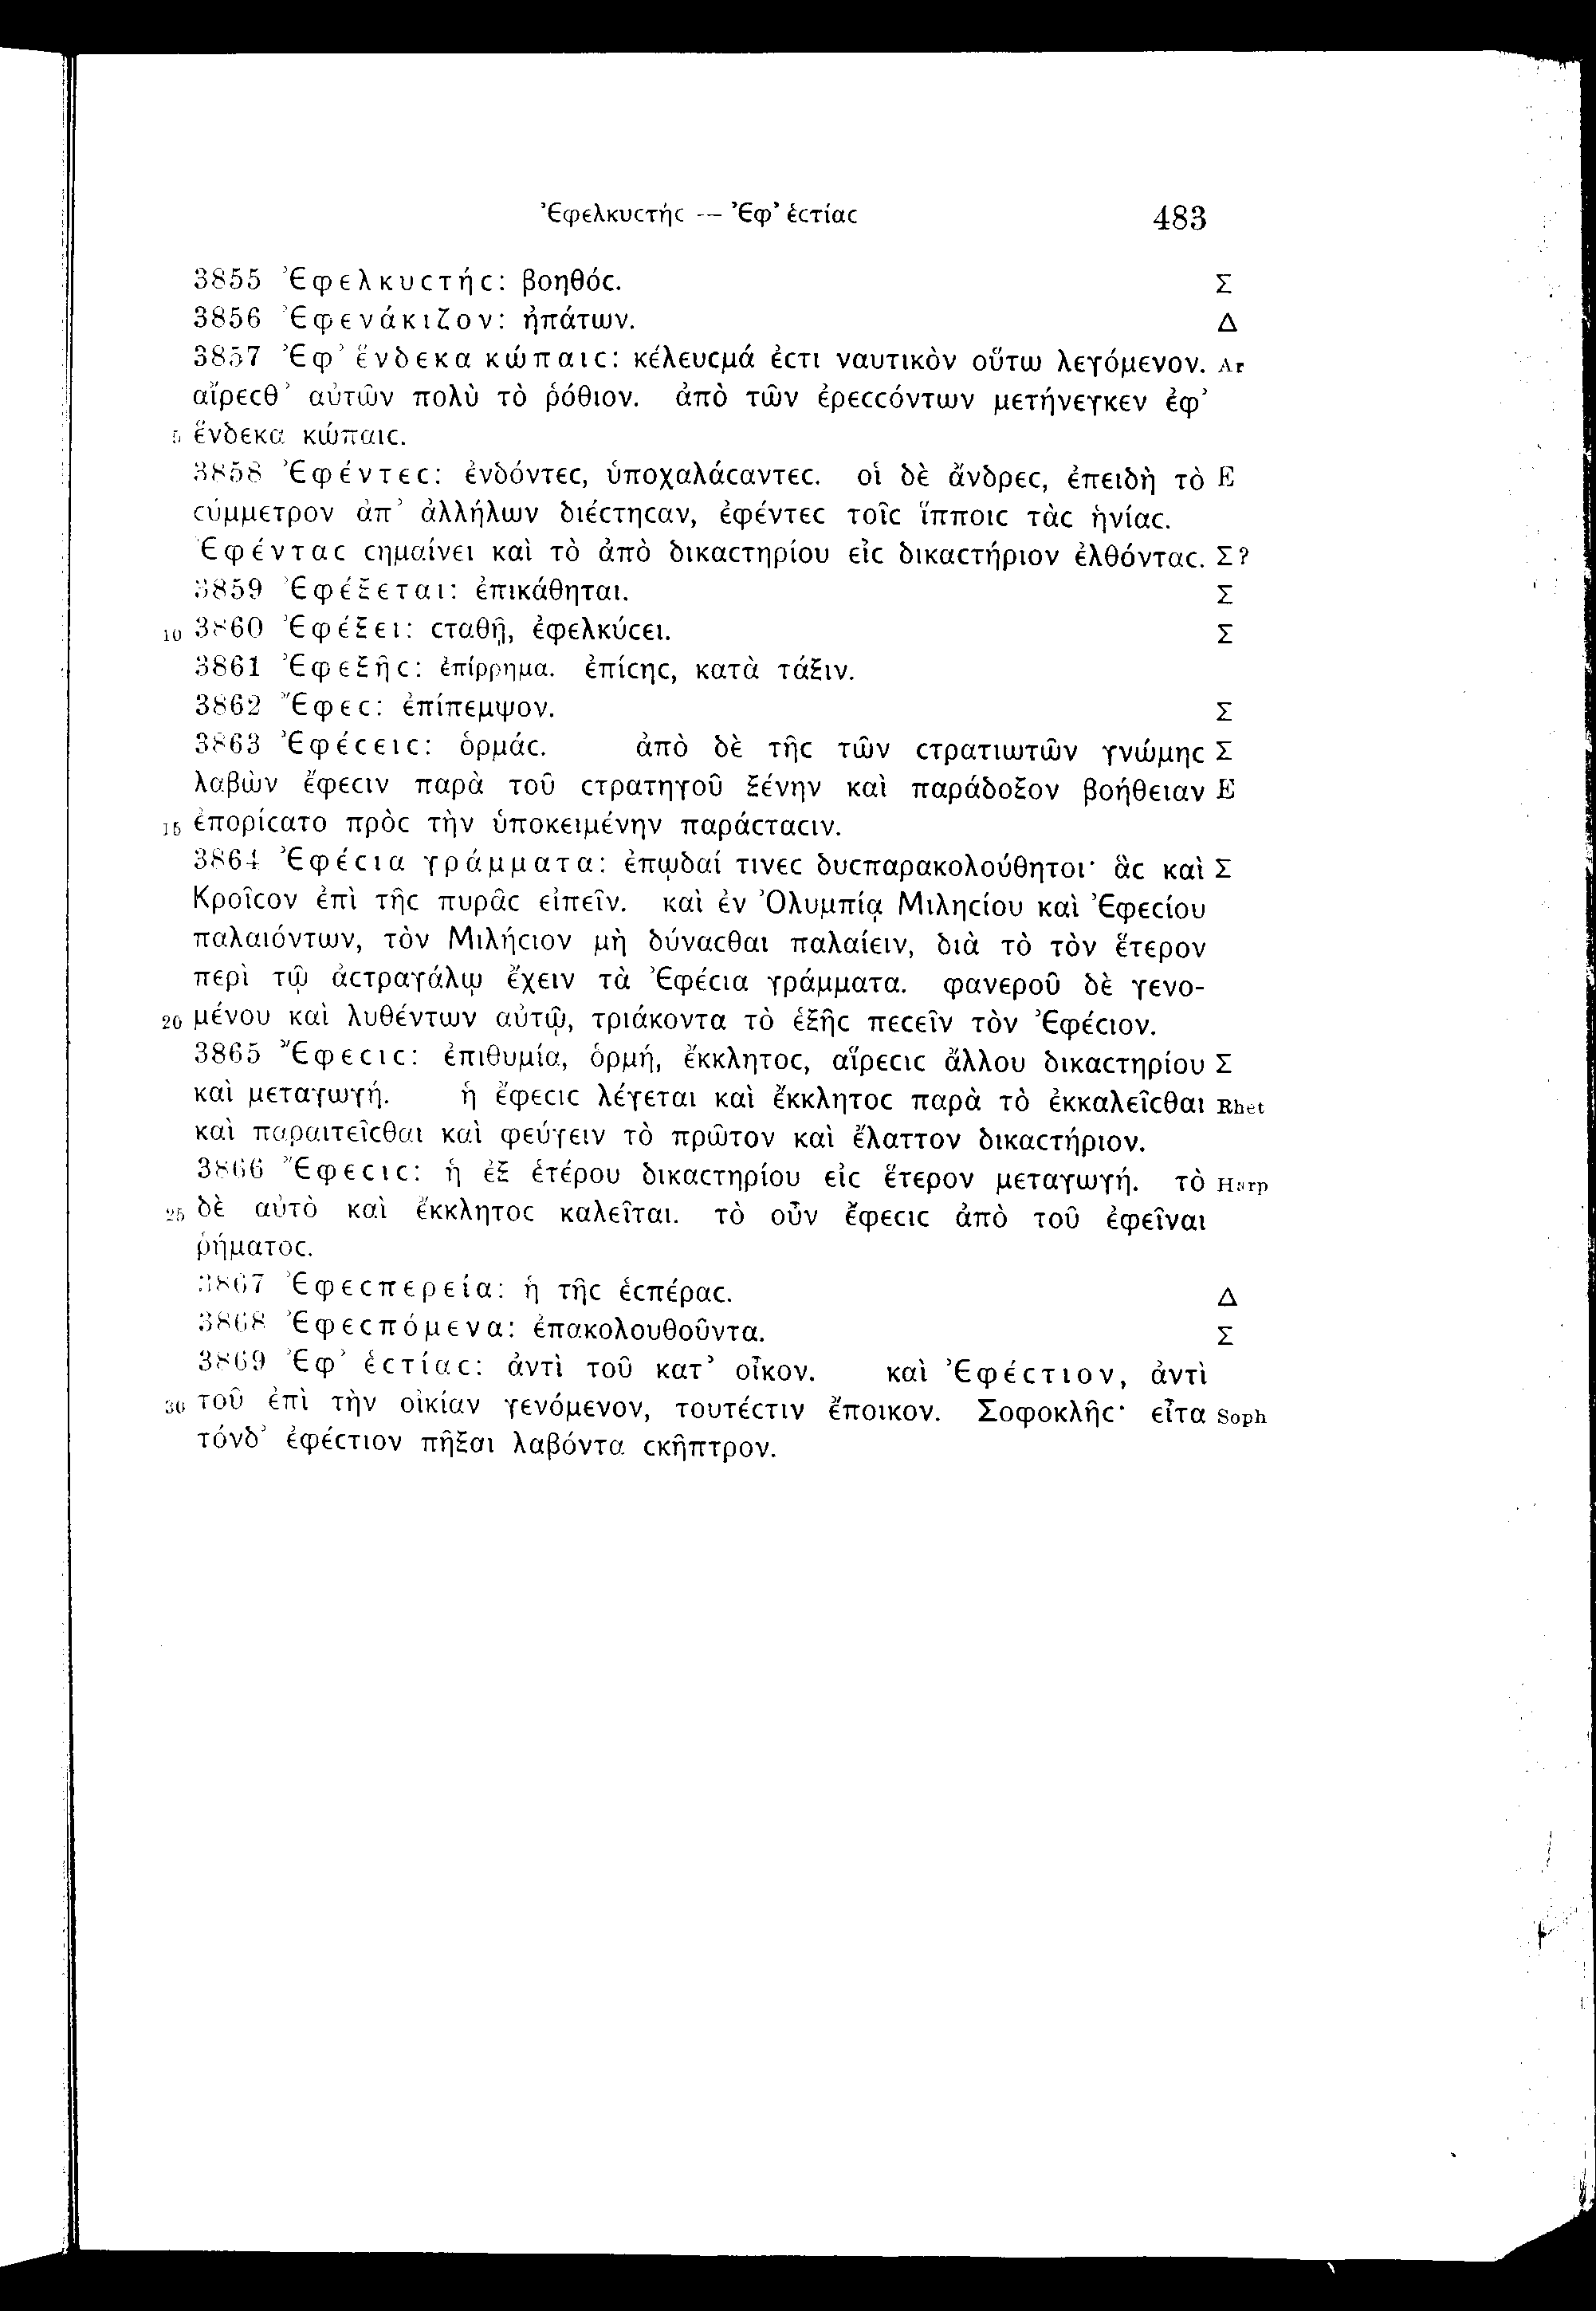 Ἐφελκυϲτήϲ — Ἐφ’ ἑϲτίαϲ 483
3855 Ἐφελκυϲτήϲ: βοηθόϲ. Σ
3856 Ἐφενάκιζον: ἠπάτων. Δ
3857 Ἐφ’ ἕνδεκα κώπαιϲ: κέλευϲμά ἐϲτι ναυτικὸν οὕτω λεγόμενον. Ar
αἴρεϲθ’ αὐτῶν πολὺ τὸ ῥόθιον. ἀπὸ τῶν ἐρεϲϲόντων μετήνεγκεν ἐφ’
5 ἕνδεκα κώπαιϲ.
3858 Ἐφέντεϲ: ἐνδόντεϲ, ὑποχαλάϲαντεϲ. οἱ δὲ ἄνδρεϲ, ἐπειδὴ τὸ E
ϲύμμετρον ἀπ’ ἀλλήλων διέϲτηϲαν, ἐφέντεϲ τοῖϲ ἵπποιϲ τὰϲ ἡνίαϲ.
Ἐφένταϲ ϲημαίνει καὶ τὸ ἀπὸ δικαϲτηρίου εἰϲ δικαϲτήριον ἐλθόνταϲ. Σ?
3859 Ἐφέξεται: ἐπικάθηται. Σ
10 3860 Ἐφέξει: ϲταθῇ, ἐφελκύϲει. Σ
3861 Ἐφεξῆϲ: ἐπίρρημα. ἐπίϲηϲ, κατὰ τάξιν.
3862 Ἔφεϲ: ἐπίπεμψον. Σ
3863 Ἐφέϲειϲ: ὁρμάϲ. ἀπὸ δὲ τῆϲ τῶν ϲτρατιωτῶν γνώμηϲ Σ
λαβὼν ἔφεϲιν παρὰ τοῦ ϲτρατηγοῦ ξένην καὶ παράδοξον βοήθειαν E
15 ἐπορίϲατο πρὸϲ τὴν ὑποκειμένην παράϲταϲιν.
3864 Ἐφέϲια γράμματα: ἐπῳδαί τινεϲ δυϲπαρακολούθητοι· ἃϲ καὶ Σ
Κροῖϲον ἐπὶ τῆϲ πυρᾶϲ εἰπεῖν. καὶ ἐν Ὀλυμπίᾳ Μιληϲίου καὶ Ἐφεϲίου
παλαιόντων, τὸν Μιλήϲιον μὴ δύναϲθαι παλαίειν, διὰ τὸ τὸν ἕτερον
περὶ τῷ ἀϲτραγάλῳ ἔχειν τὰ Ἐφέϲια γράμματα. φανεροῦ δὲ γενο-
20 μένου καὶ λυθέντων αὐτῷ, τριάκοντα τὸ ἑξῆϲ πεϲεῖν τὸν Ἐφέϲιον.
3865 Ἔφεϲιϲ: ἐπιθυμία, ὁρμή, ἔκκλητοϲ, αἵρεϲιϲ ἄλλου δικαϲτηρίου Σ
καὶ μεταγωγή. ἡ ἔφεϲιϲ λέγεται καὶ ἔκκλητοϲ παρὰ τὸ ἐκκαλεῖϲθαι Rhet
καὶ παραιτεῖϲθαι καὶ φεύγειν τὸ πρῶτον καὶ ἔλαττον δικαϲτήριον.
3866 Ἔφεϲιϲ: ἡ ἐξ ἑτέρου δικαϲτηρίου εἰϲ ἕτερον μεταγωγή. τὸ Harp
25 δὲ αὐτὸ καὶ ἔκκλητοϲ καλεῖται. τὸ οὖν ἔφεϲιϲ ἀπὸ τοῦ ἐφεῖναι
ῥήματοϲ.
3867 Ἐφεϲπερεία: ἡ τῆϲ ἑϲπέραϲ. Δ
3868 Ἐφεϲπόμενα: ἐπακολουθοῦντα. Σ
3869 Ἐφ’ ἑϲτίαϲ: ἀντὶ τοῦ κατ’ οἶκον. καὶ Ἐφέϲτιον, ἀντὶ
30 τοῦ ἐπὶ τὴν οἰκίαν γενόμενον, τουτέϲτιν ἔποικον. Σοφοκλῆϲ· εἶτα Soph
τόνδ’ ἐφέϲτιον πῆξαι λαβόντα ϲκῆπτρον.